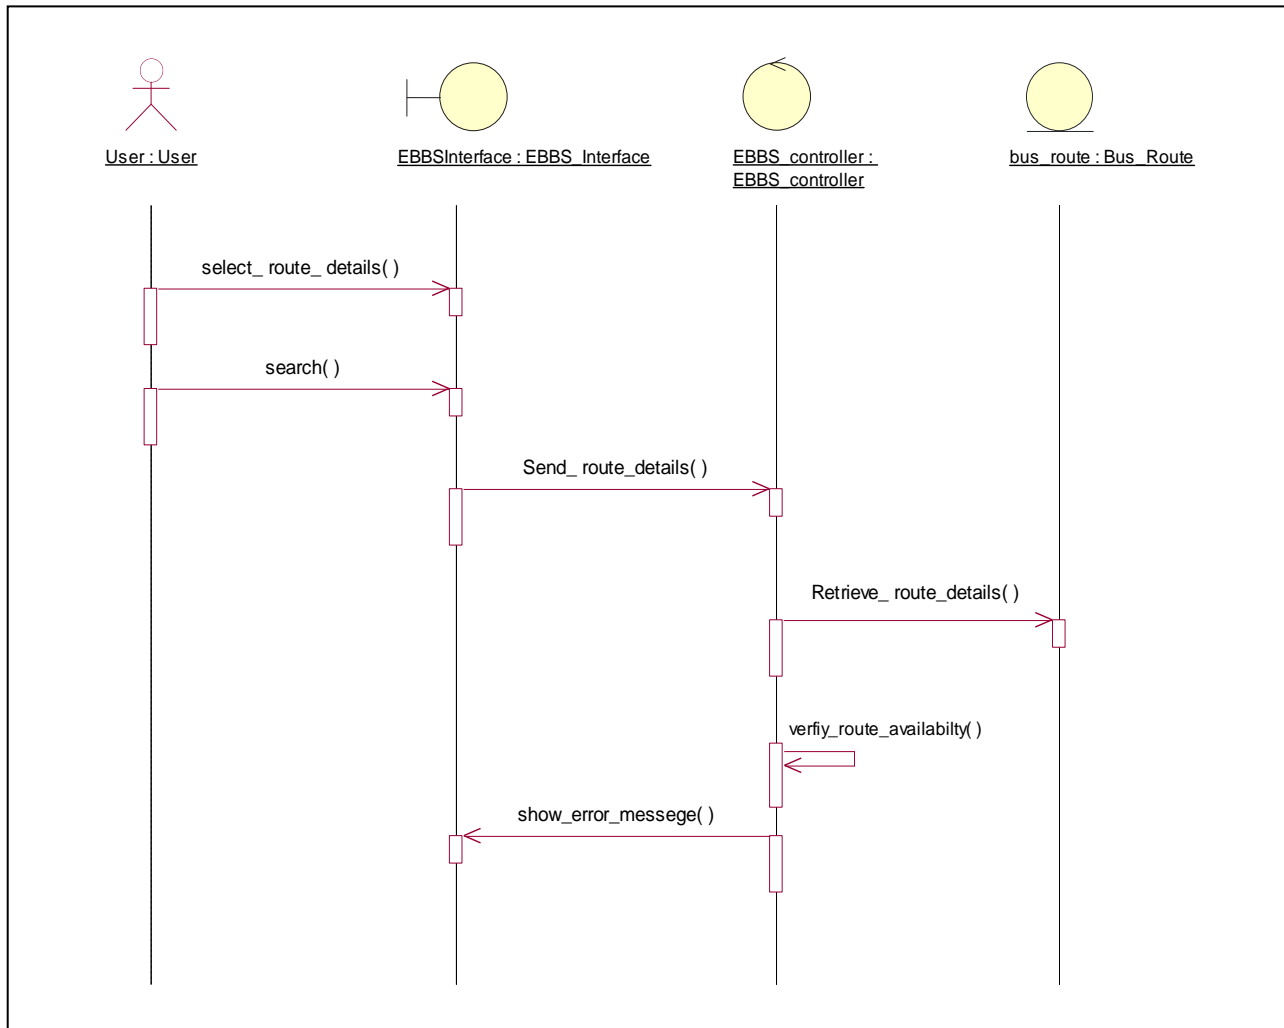 User : User
EBBSInterface : EBBS_Interface
EBBS_controller :
EBBS_controller
bus_route : Bus_Route
select_ route_ details( )
search( )
Send_ route_details( )
Retrieve_ route_details( )
verfiy_route_availabilty( )
show_error_messege( )